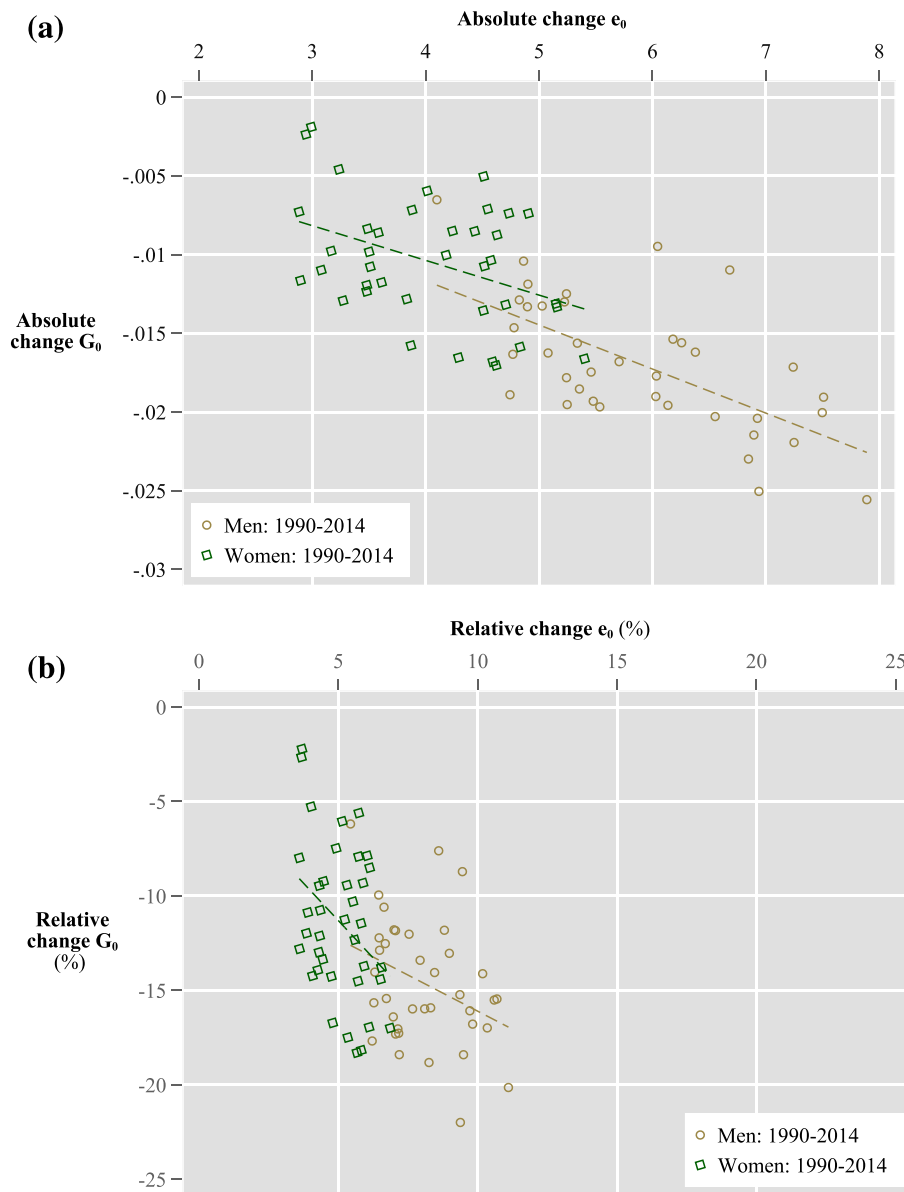 (a)
Absolute change e₀
2 3 4 5 6 7 8
0
-.005
-.01
-.015
-.02
-.025
-.03
Absolute
change G₀
Men: 1990-2014
Women: 1990-2014
Relative change e₀ (%)
(b)
0 5 10 15 20 25
0
-5
-10
-15
-20
-25
Relative
change G₀
(%)
Men: 1990-2014
Women: 1990-2014